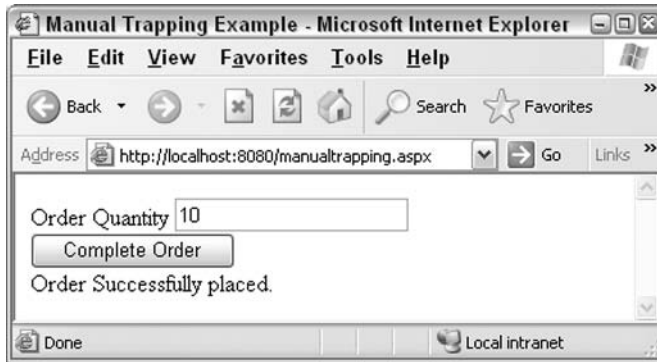 Manual Trapping Example - Microsoft Internet Explorer
File Edit View Favorites Tools Help
Back Search Favorites »
Address http://localhost:8080/manualtrapping.aspx Go Links »
Order Quantity 10
Complete Order
Order Successfully placed.
Done Local intranet